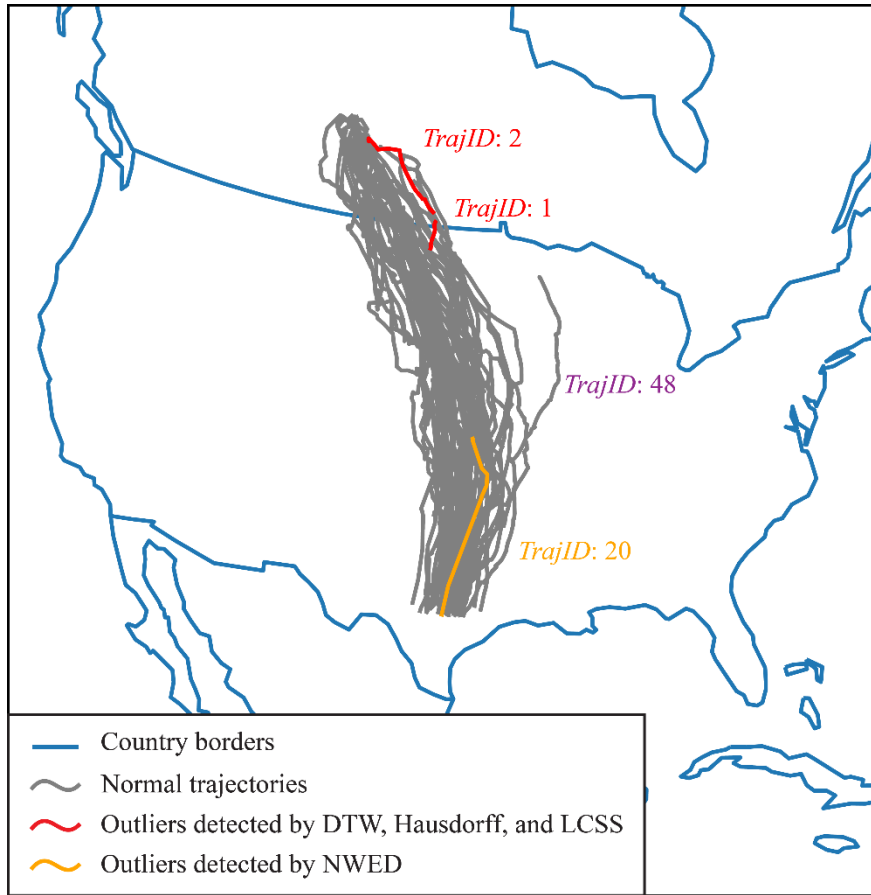 TrajID: 2
TrajID: 1
TrajID: 48
TrajID: 20
Country borders
Normal trajectories
Outliers detected by DTW, Hausdorff, and LCSS
Outliers detected by NWED